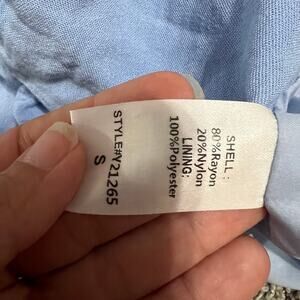 SHELL :
80%Rayon
20%Nylon
LINING:
100%Polyester
STYLE#Y21265
S